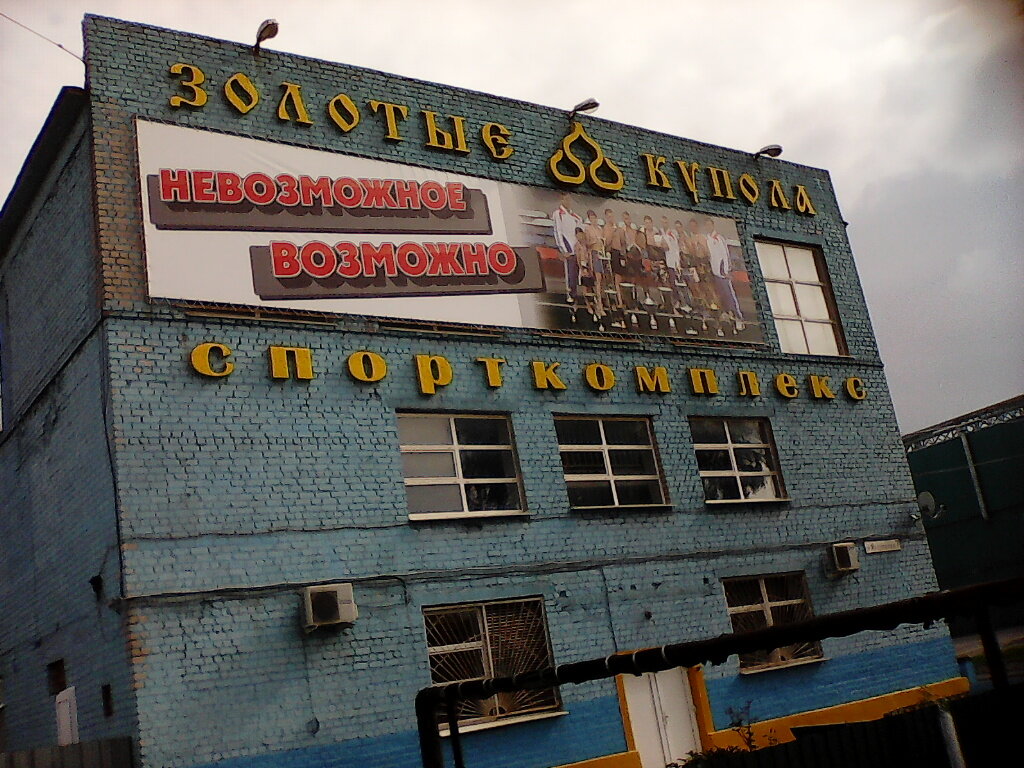 ЗОЛОТЫЕ КУПОЛА
НЕВОЗМОЖНОЕ
ВОЗМОЖНО
спорткомплекс